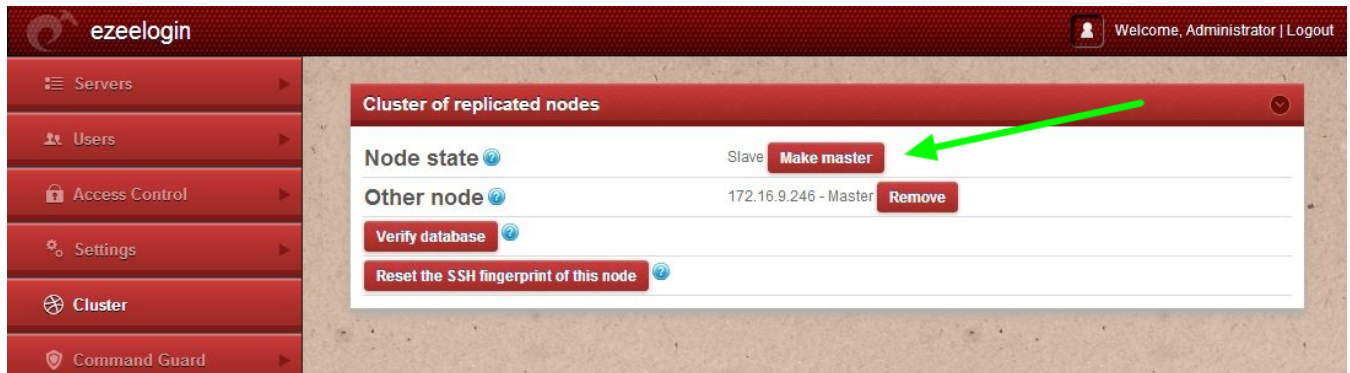 ezeelogin
Welcome, Administrator | Logout
Servers
Users
Access Control
Settings
Cluster
Command Guard
Cluster of replicated nodes
Node state ? Slave Make master
Other node ? 172.16.9.246 - Master Remove
Verify database ?
Reset the SSH fingerprint of this node ?